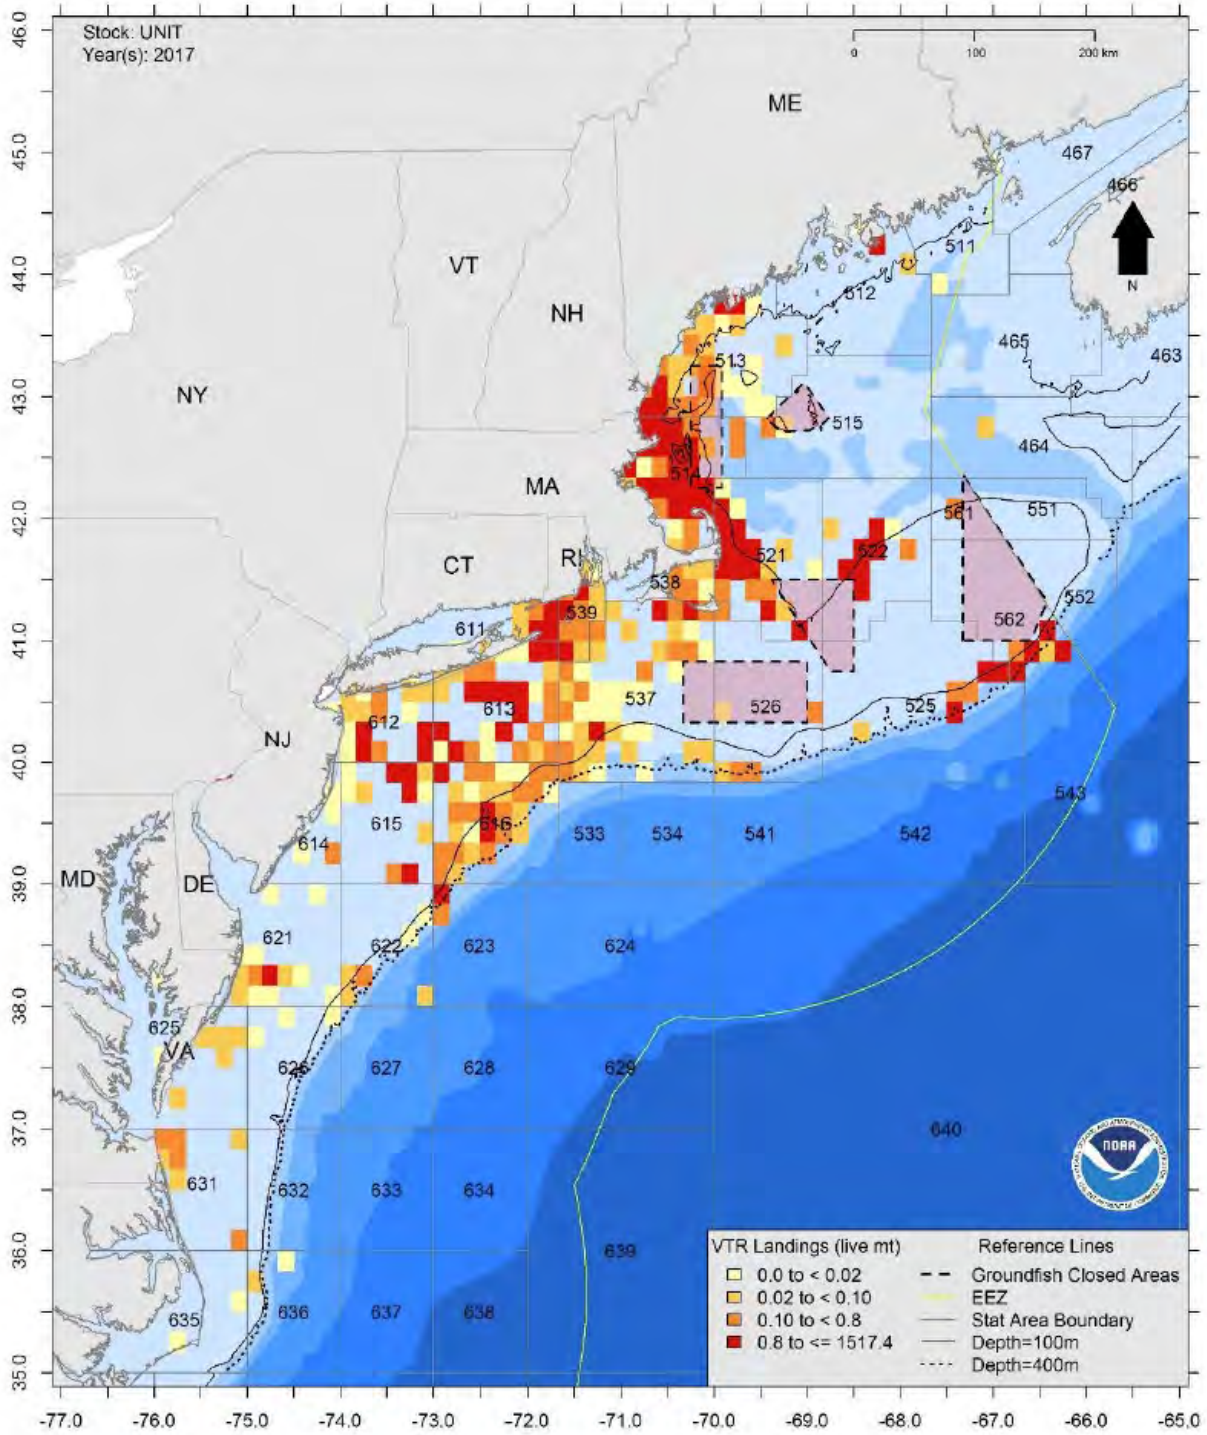 Stock: UNIT
Year(s): 2017
0 100 200 km
ME
467
466
511
VT
512
N
NH
465
463
513
NY
515
464
MA
514
551
561
521
522
CT
RI
538
552
539
562
611
537
526
613
525
612
NJ
543
615
616
533
534
541
542
614
MD
DE
621
622
623
624
625
VA
626
627
628
629
640
NOAA
631
632
633
634
639
635
636
637
638
VTR Landings (live mt)
0.0 to < 0.02
0.02 to < 0.10
0.10 to < 0.8
0.8 to <= 1517.4
Reference Lines
Groundfish Closed Areas
EEZ
Stat Area Boundary
Depth=100m
Depth=400m
46.0
45.0
44.0
43.0
42.0
41.0
40.0
39.0
38.0
37.0
36.0
35.0
-77.0 -76.0 -75.0 -74.0 -73.0 -72.0 -71.0 -70.0 -69.0 -68.0 -67.0 -66.0 -65.0